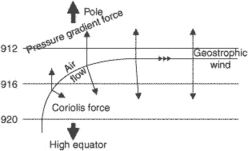 Pole
Pressure gradient force
912
Geostrophic
wind
Air
flow
916
Coriolis force
920
High equator